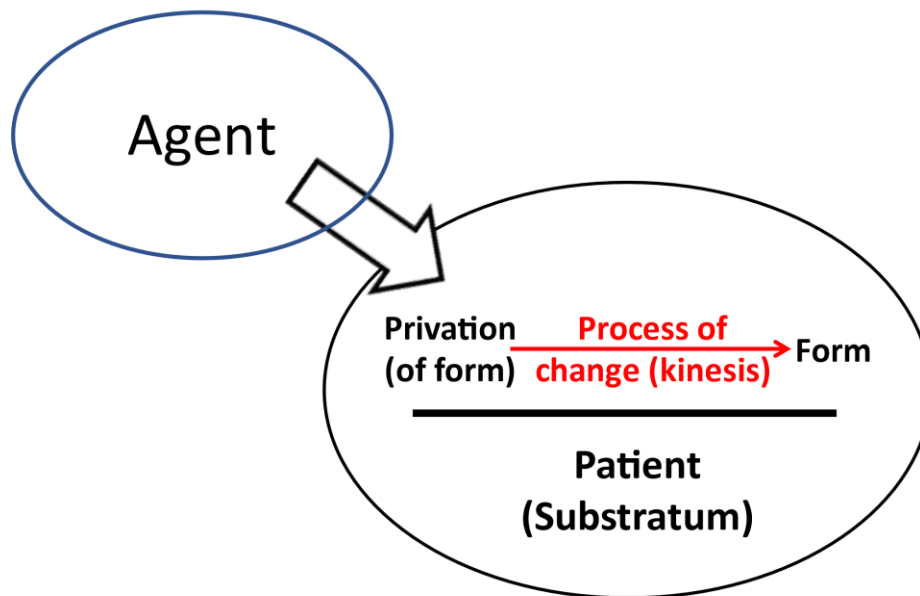 Agent
Privation
(of form)
Process of
change (kinesis)
Form
Patient
(Substratum)